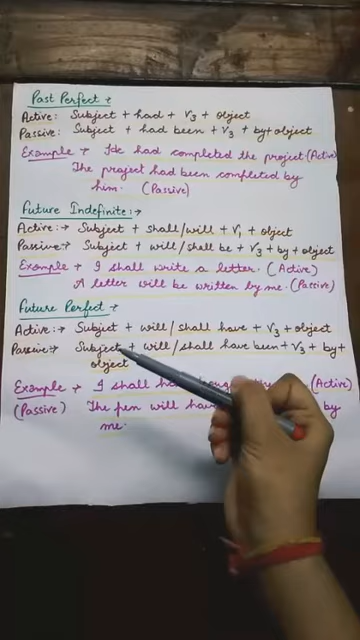 Past Perfect :-
Active: Subject + had + V3 + object
Passive: Subject + had been + V3 + by + object
Example :- He had completed the project (Active)
The project had been completed by
him. (Passive)
Future Indefinite:→
Active:- Subject + shall/will + V1 + object
Passive:- Subject + will/shall be + V3 + by + object
Example :- I shall write a letter. (Active)
A letter will be written by me. (Passive)
Future Perfect :-
Active:→ Subject + will/shall have + V3 + object
Passive:→ Subject + will/shall have been + V3 + by +
object
Example :- I shall (Active)
(Passive) The pen will have by
me.